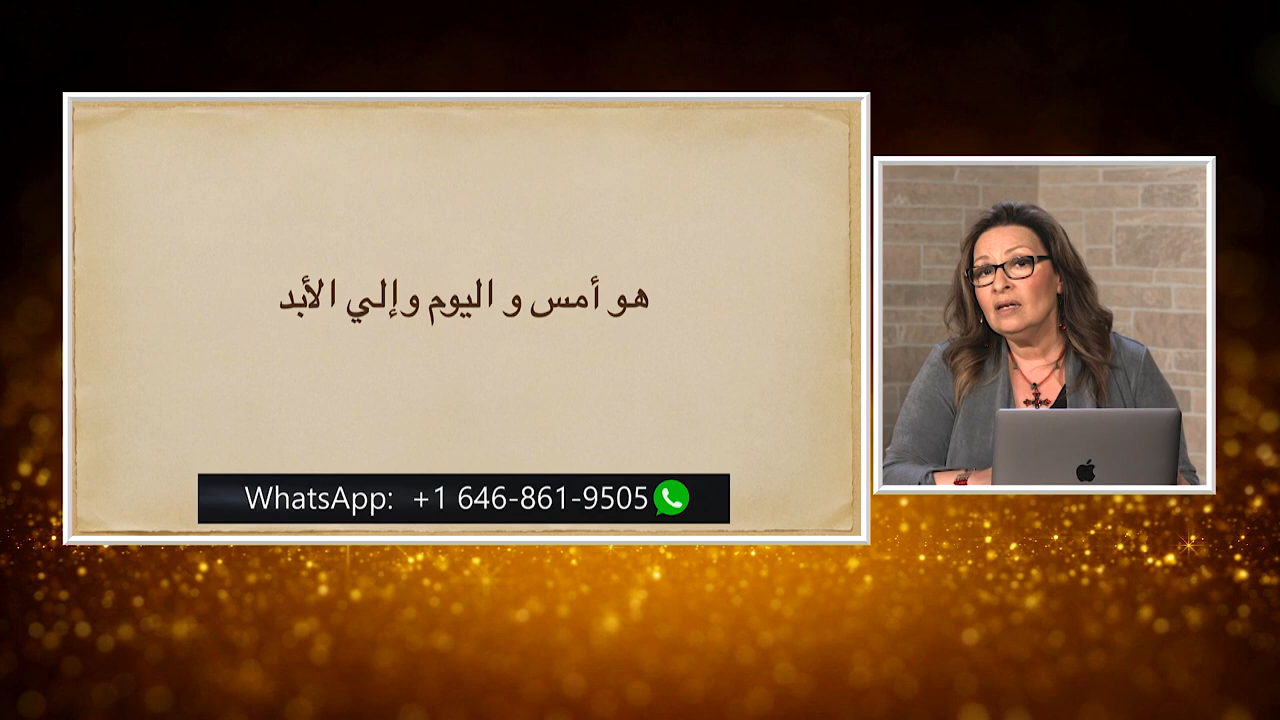 هو أمس و اليوم وإلي الأبد
WhatsApp: +1 646-861-9505